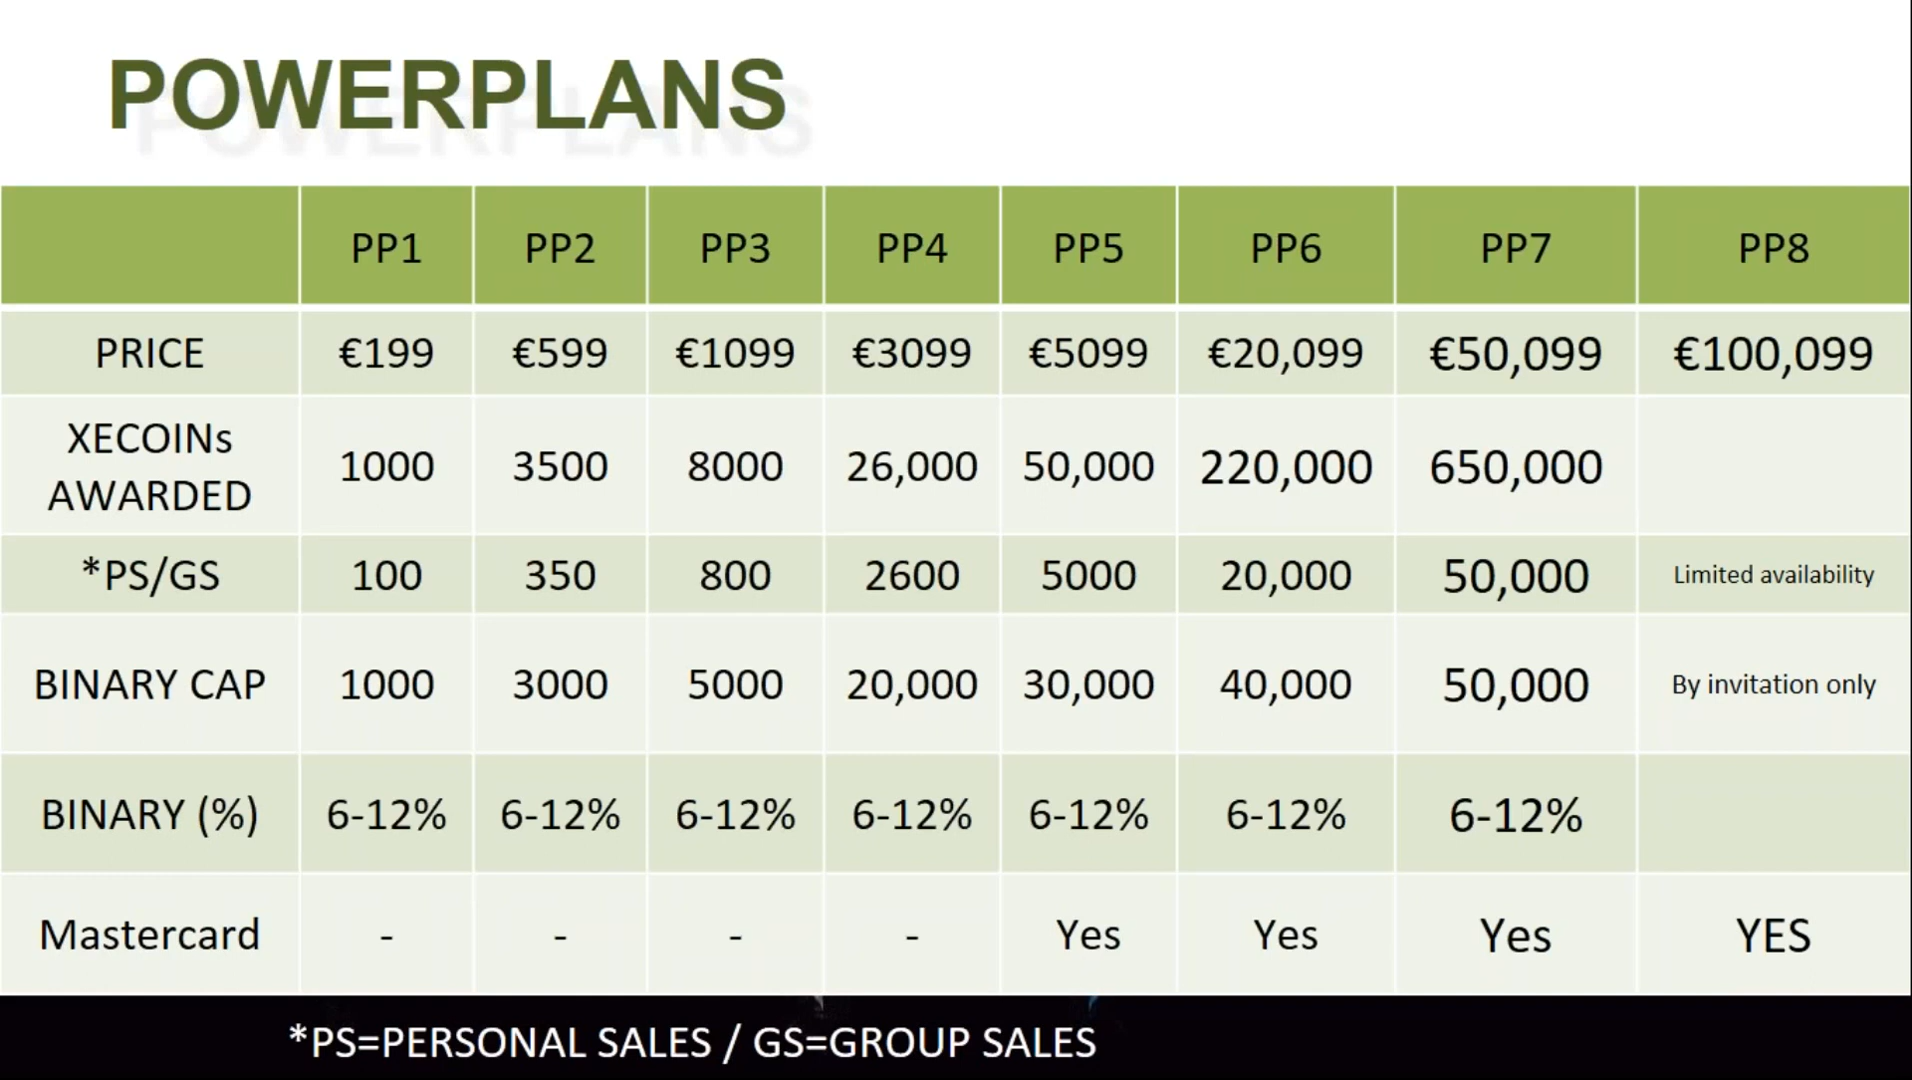 POWERPLANS
PP1 PP2 PP3 PP4 PP5 PP6 PP7 PP8
PRICE €199 €599 €1099 €3099 €5099 €20,099 €50,099 €100,099
XECOINs
AWARDED 1000 3500 8000 26,000 50,000 220,000 650,000
*PS/GS 100 350 800 2600 5000 20,000 50,000 Limited availability
BINARY CAP 1000 3000 5000 20,000 30,000 40,000 50,000 By invitation only
BINARY (%) 6-12% 6-12% 6-12% 6-12% 6-12% 6-12% 6-12%
Mastercard - - - - Yes Yes Yes YES
*PS=PERSONAL SALES / GS=GROUP SALES